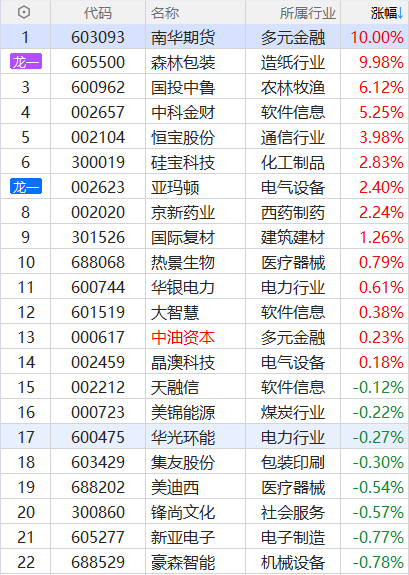 代码 名称 所属行业 涨幅↓
1 603093 南华期货 多元金融 10.00%
龙一 605500 森林包装 造纸行业 9.98%
3 600962 国投中鲁 农林牧渔 6.12%
4 002657 中科金财 软件信息 5.25%
5 002104 恒宝股份 通信行业 3.98%
6 300019 硅宝科技 化工制品 2.83%
龙一 002623 亚玛顿 电气设备 2.40%
8 002020 京新药业 西药制药 2.24%
9 301526 国际复材 建筑建材 1.26%
10 688068 热景生物 医疗器械 0.79%
11 600744 华银电力 电力行业 0.61%
12 601519 大智慧 软件信息 0.38%
13 000617 中油资本 多元金融 0.23%
14 002459 晶澳科技 电气设备 0.18%
15 002212 天融信 软件信息 -0.12%
16 000723 美锦能源 煤炭行业 -0.22%
17 600475 华光环能 电力行业 -0.27%
18 603429 集友股份 包装印刷 -0.30%
19 688202 美迪西 医疗器械 -0.54%
20 300860 锋尚文化 社会服务 -0.57%
21 605277 新亚电子 电子制造 -0.77%
22 688529 豪森智能 机械设备 -0.78%